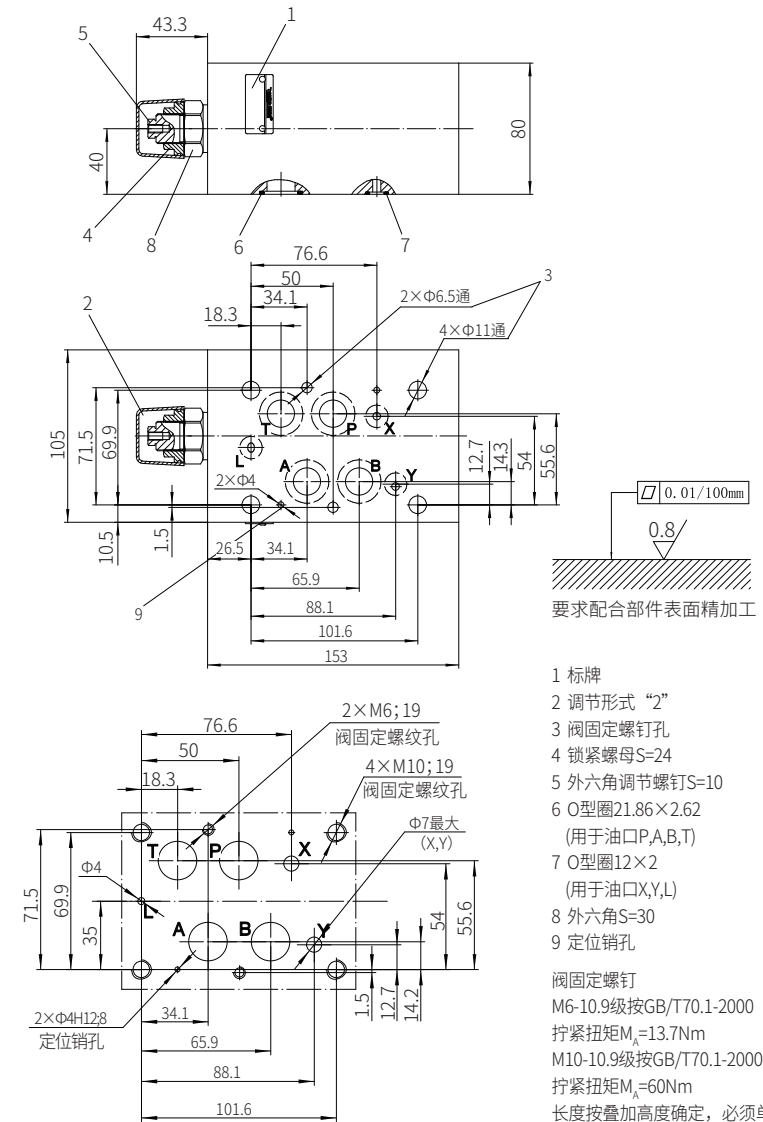 43.3
1
5
80
40
4
8
6
7
76.6
50
34.1
18.3
2×Φ6.5通
3
4×Φ11通
2
105
71.5
69.9
T
P
X
L
A
B
Y
2×Φ4
12.7
14.3
54
55.6
10.5
1.5
26.5
34.1
65.9
88.1
101.6
153
9
0.01/100mm
0.8
要求配合部件表面精加工
1 标牌
2 调节形式“2”
3 阀固定螺钉孔
4 锁紧螺母S=24
5 外六角调节螺钉S=10
6 O型圈21.86×2.62
(用于油口P,A,B,T)
7 O型圈12×2
(用于油口X,Y,L)
8 外六角S=30
9 定位销孔
阀固定螺钉
M6-10.9级按GB/T70.1-2000
拧紧扭矩MA=13.7Nm
M10-10.9级按GB/T70.1-2000
拧紧扭矩MA=60Nm
长度按叠加高度确定，必须
76.6
50
18.3
2×M6; 19
阀固定螺纹孔
4×M10; 19
阀固定螺纹孔
Φ7最大
(X,Y)
T
P
X
Φ4
L
A
B
Y
71.5
69.9
35
54
55.6
1.5
12.7
14.2
2×Φ4H12;8
定位销孔
34.1
65.9
88.1
101.6